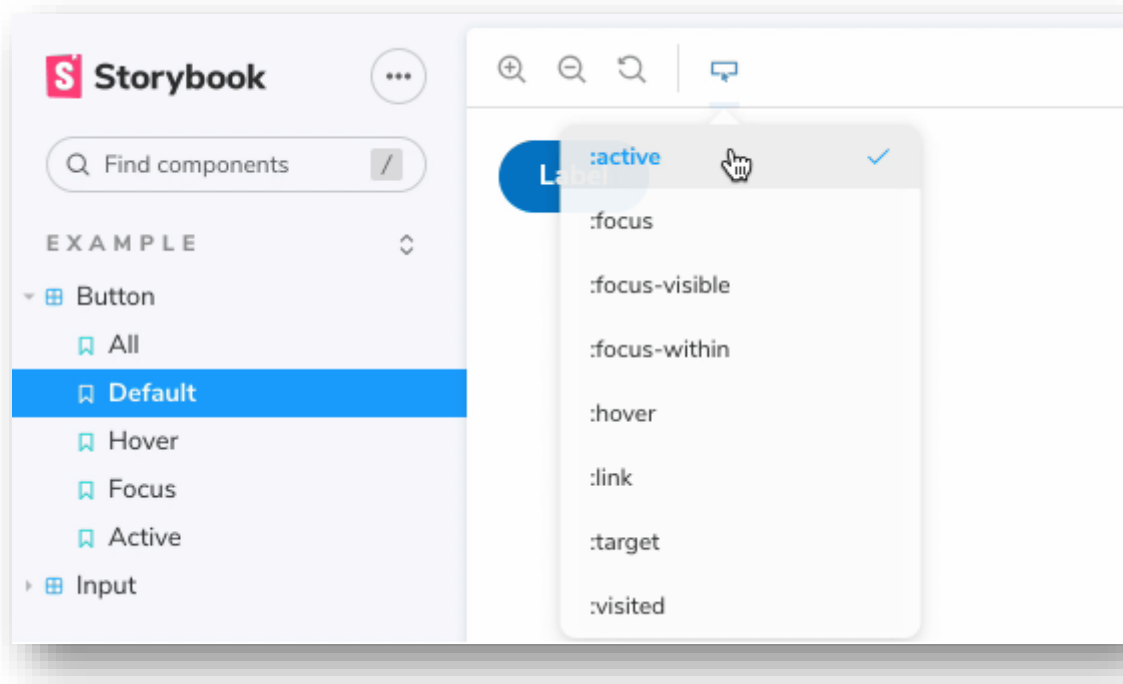 Storybook
Find components
/
EXAMPLE
Button
All
Default
Hover
Focus
Active
Input
Label
:active
:focus
:focus-visible
:focus-within
:hover
:link
:target
:visited